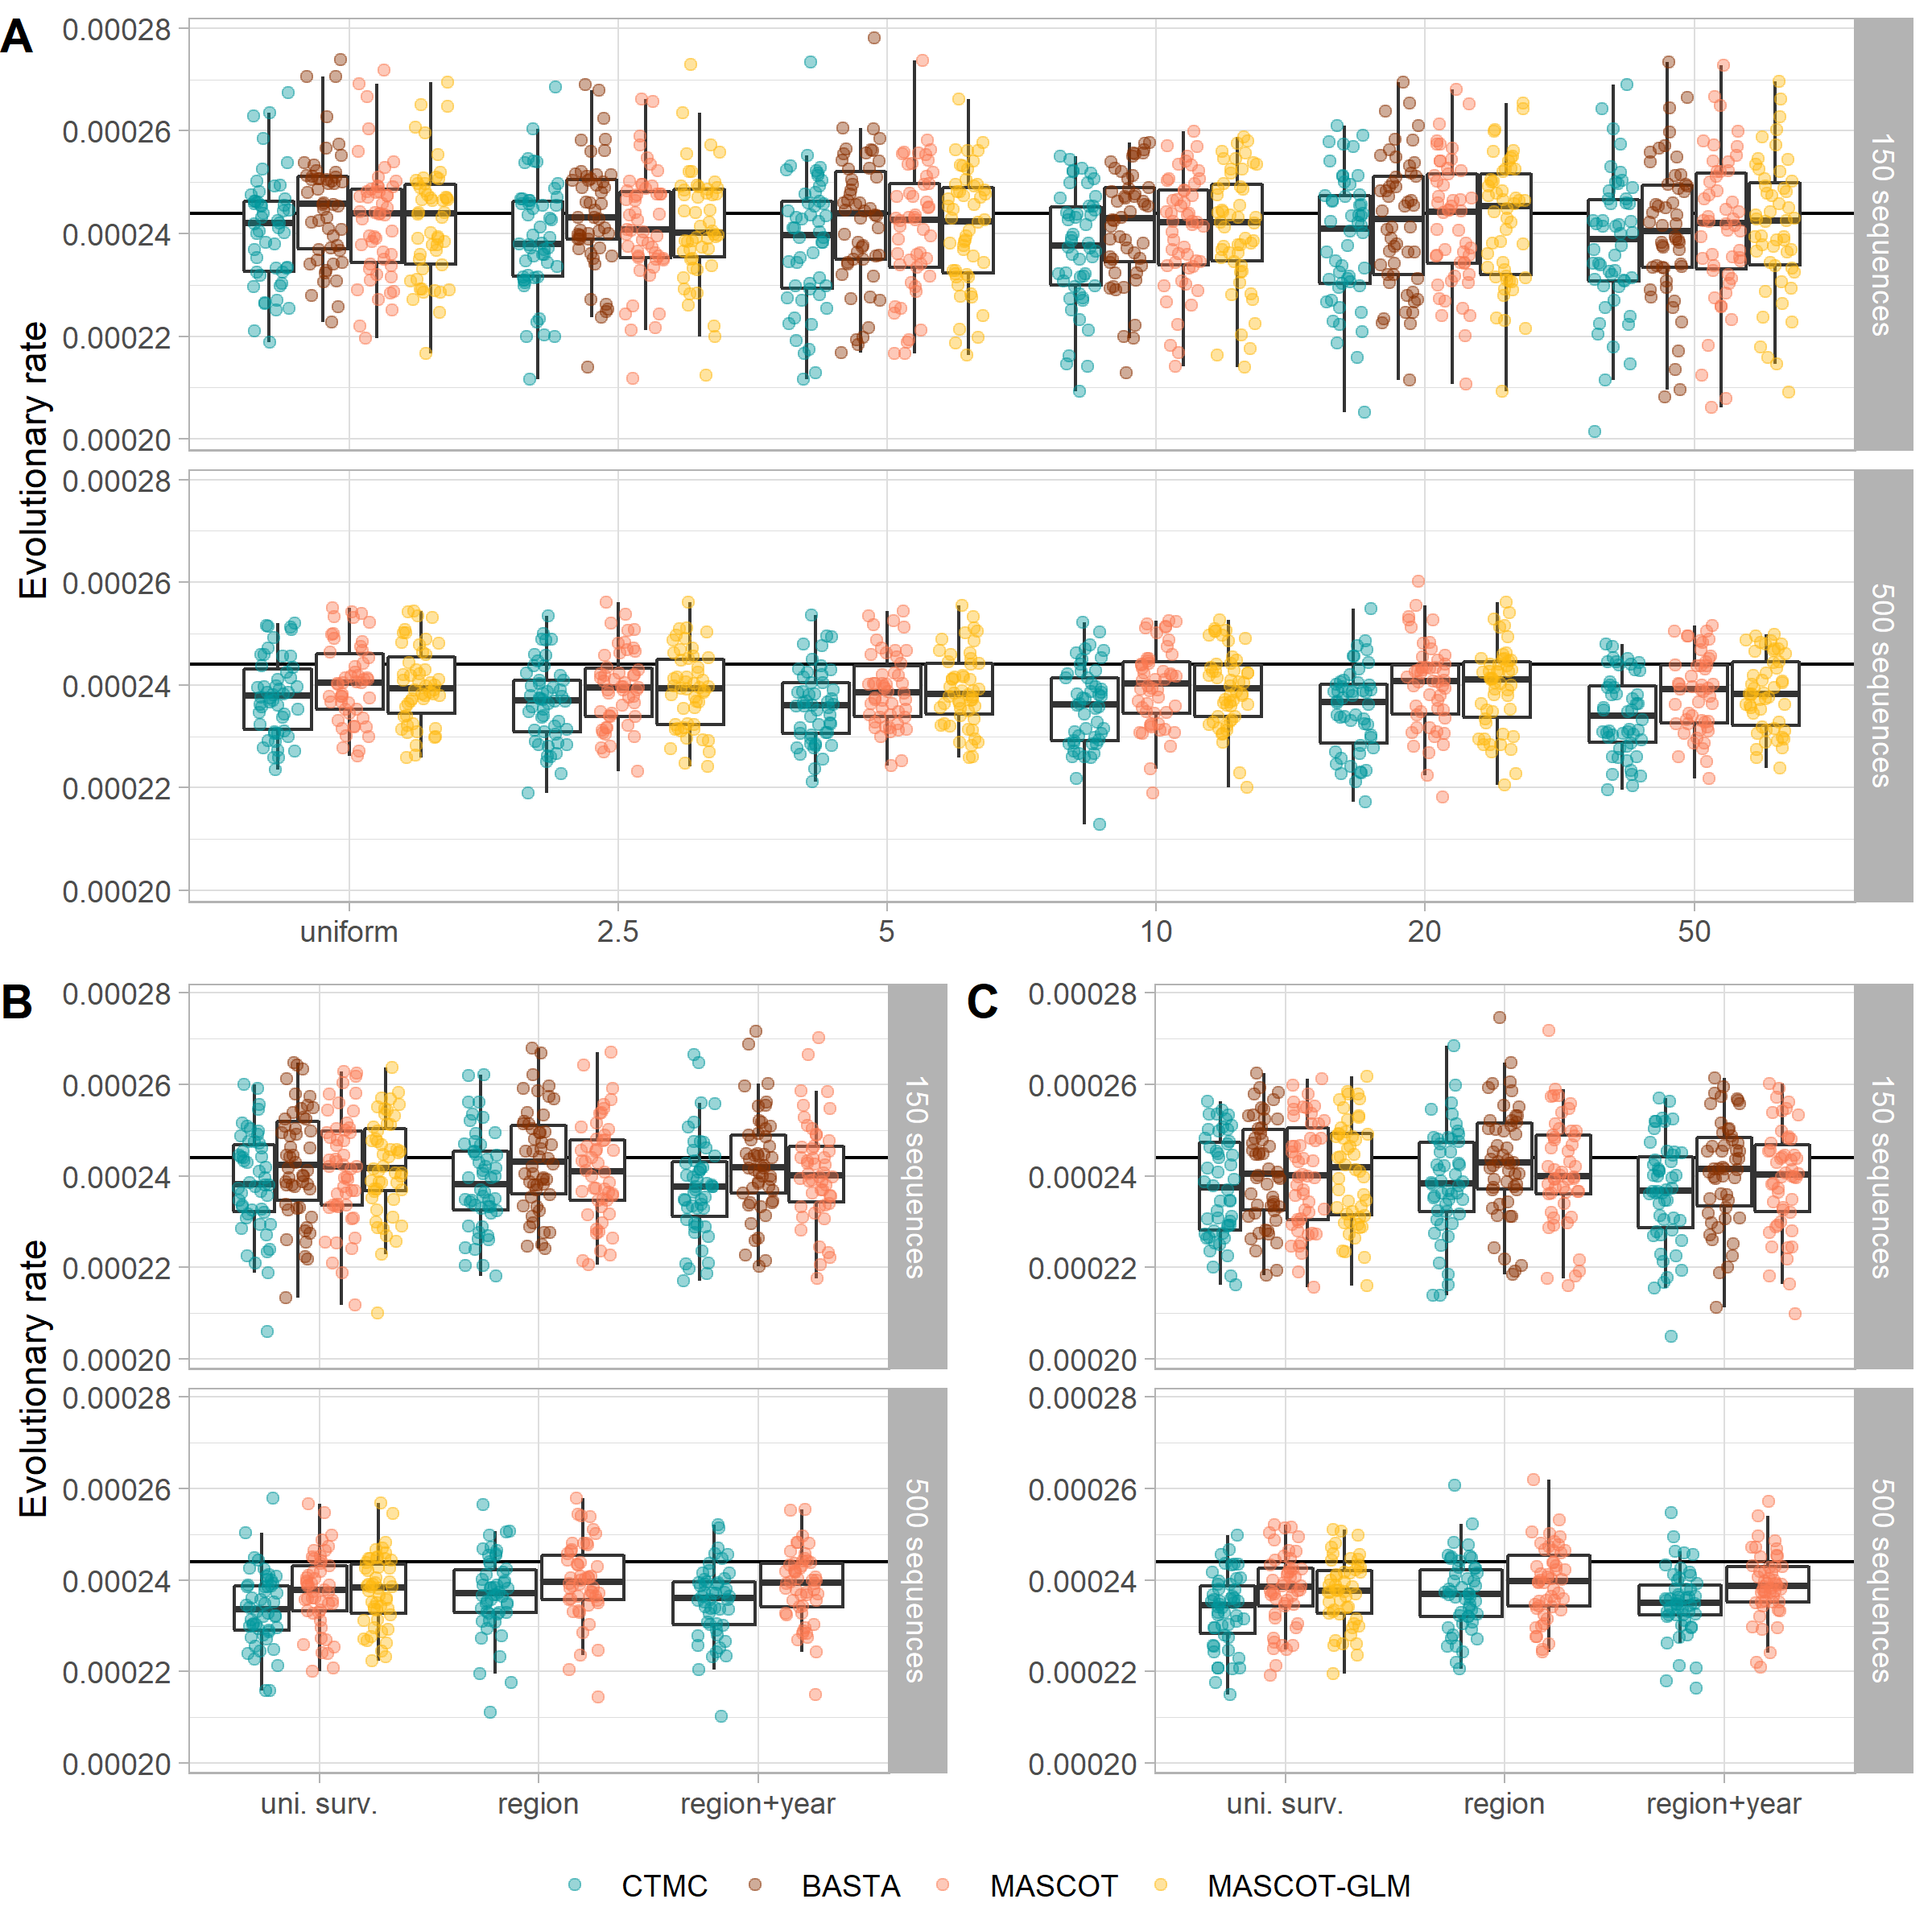 A
Evolutionary rate
0.00028
0.00026
0.00024
0.00022
0.00020
150 sequences
0.00028
0.00026
0.00024
0.00022
0.00020
500 sequences
uniform 2.5 5 10 20 50
B
Evolutionary rate
0.00028
0.00026
0.00024
0.00022
0.00020
150 sequences
0.00028
0.00026
0.00024
0.00022
0.00020
500 sequences
uni. surv. region region+year
C
0.00028
0.00026
0.00024
0.00022
0.00020
150 sequences
0.00028
0.00026
0.00024
0.00022
0.00020
500 sequences
uni. surv. region region+year
CTMC BASTA MASCOT MASCOT-GLM